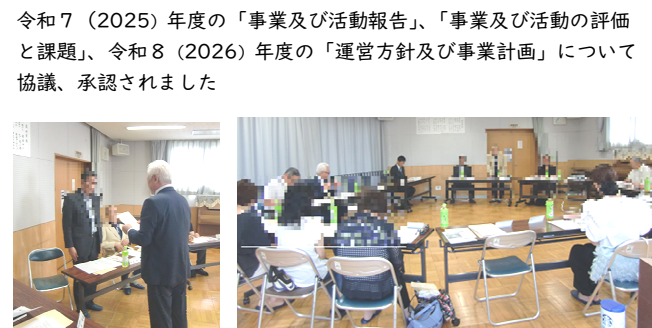 令和７（2025）年度の「事業及び活動報告」、「事業及び活動の評価
と課題」、令和８（2026）年度の「運営方針及び事業計画」について
協議、承認されました